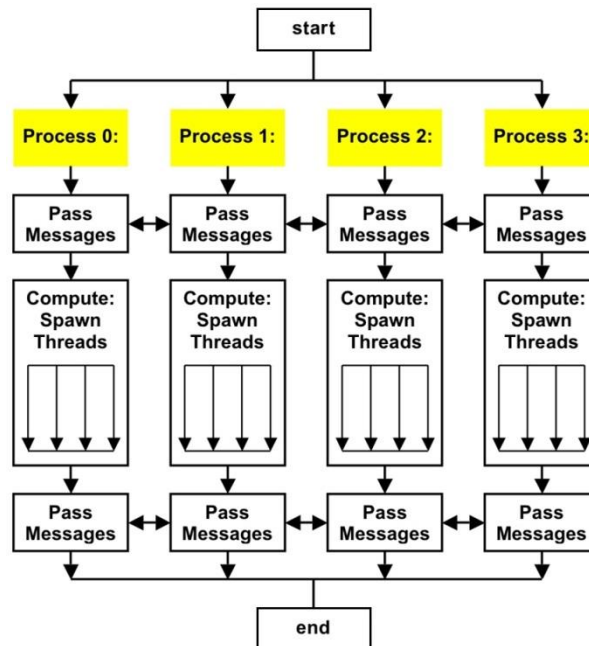 start
Process 0:
Process 1:
Process 2:
Process 3:
Pass
Messages
Pass
Messages
Pass
Messages
Pass
Messages
Compute:
Spawn
Threads
Compute:
Spawn
Threads
Compute:
Spawn
Threads
Compute:
Spawn
Threads
Pass
Messages
Pass
Messages
Pass
Messages
Pass
Messages
end